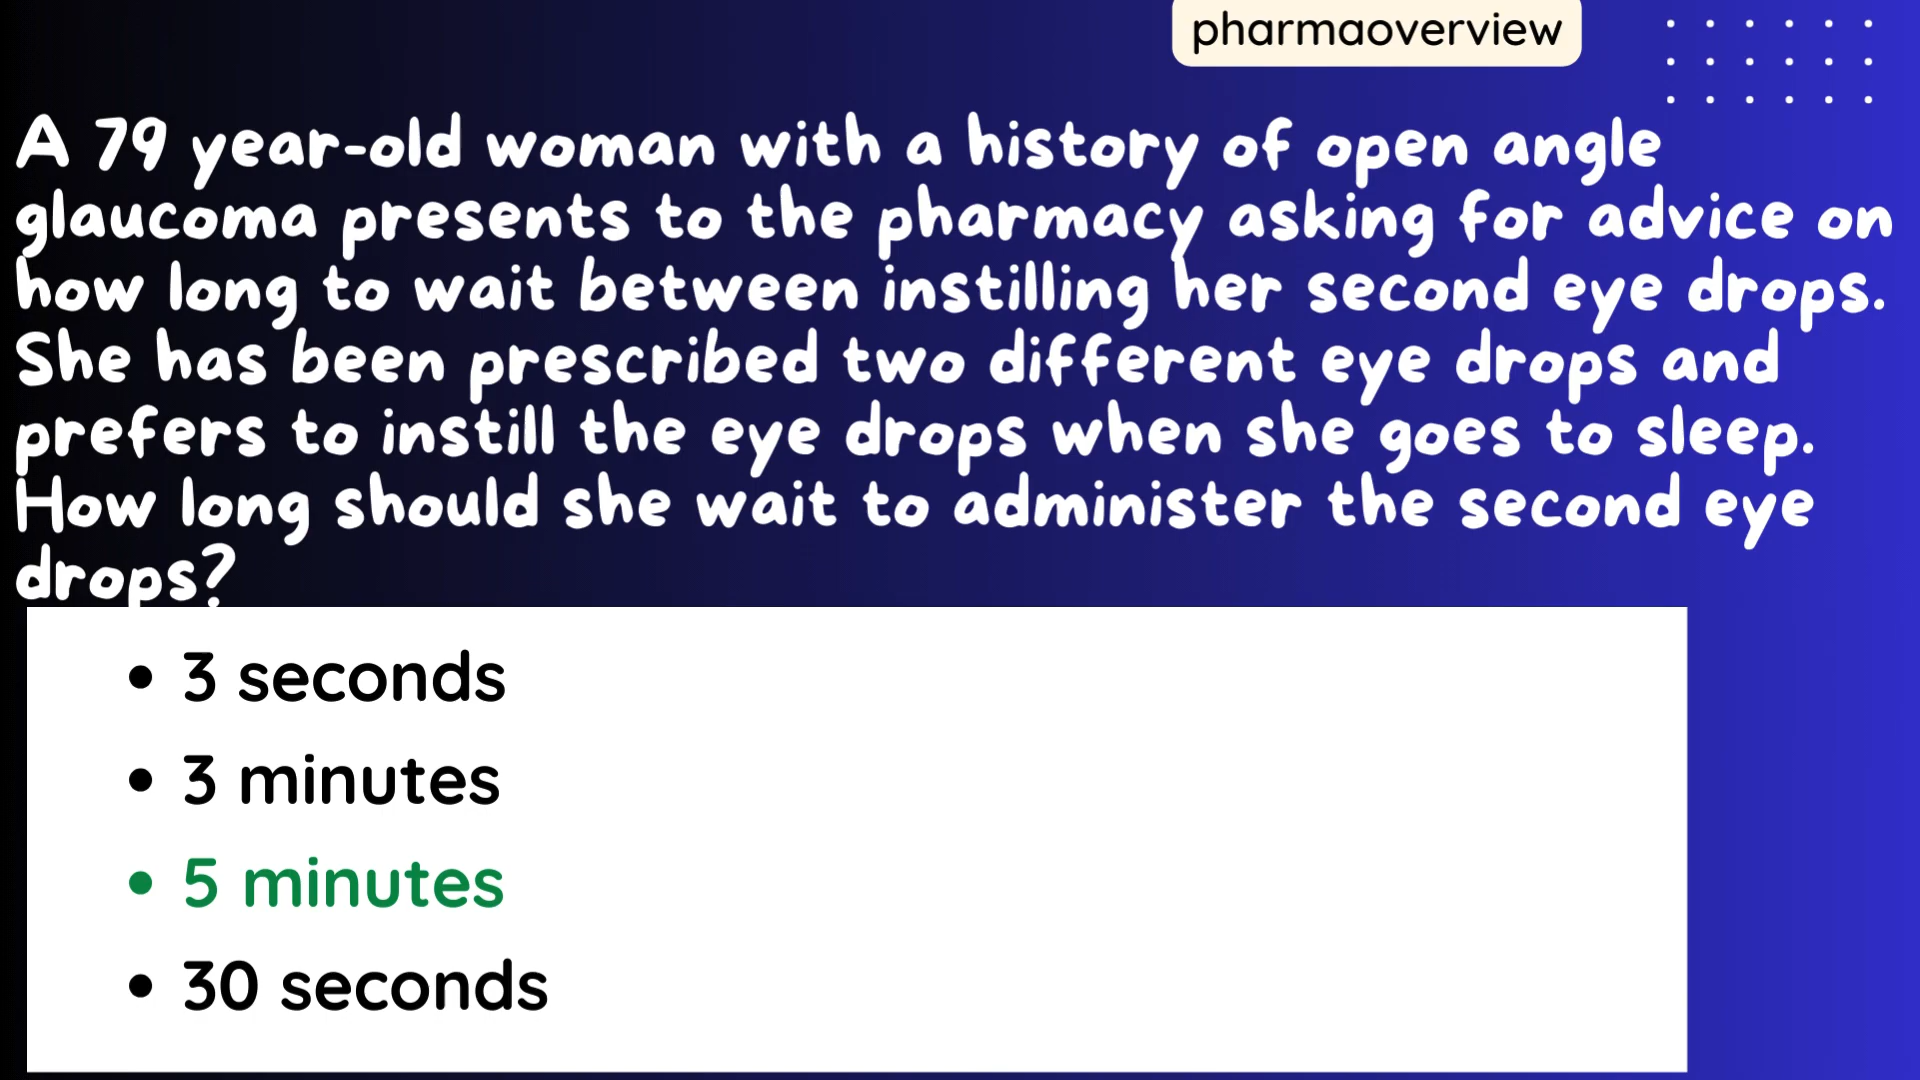 pharmaoverview
A 79 year-old woman with a history of open angle
glaucoma presents to the pharmacy asking for advice on
how long to wait between instilling her second eye drops.
She has been prescribed two different eye drops and
prefers to instill the eye drops when she goes to sleep.
How long should she wait to administer the second eye
drops?
• 3 seconds
• 3 minutes
• 5 minutes
• 30 seconds